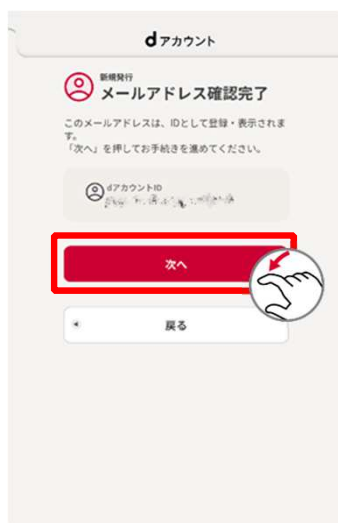 dアカウント
新規発行
メールアドレス確認完了
このメールアドレスは、IDとして登録・表示されま
す。
「次へ」を押してお手続きを進めてください。
dアカウントID
次へ
戻る